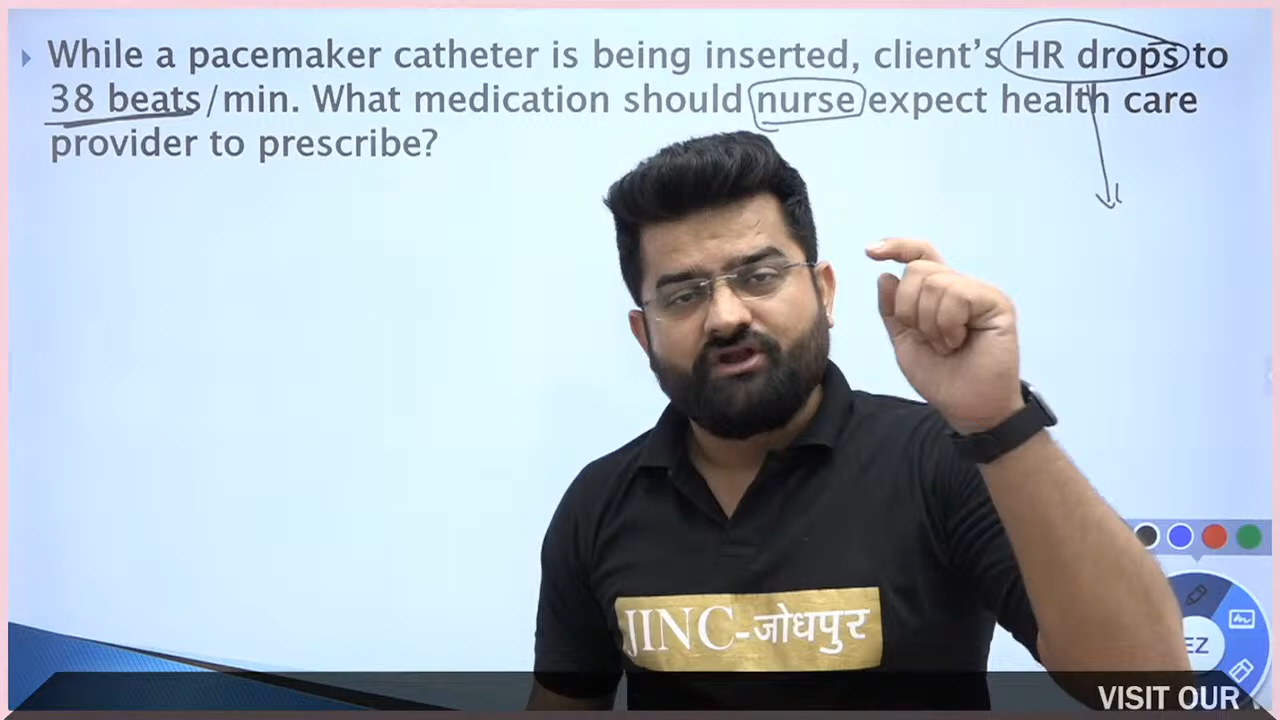 While a pacemaker catheter is being inserted, client's HR drops to
38 beats/min. What medication should nurse expect health care
provider to prescribe?
JINC-जोधपुर
EZ
VISIT OUR